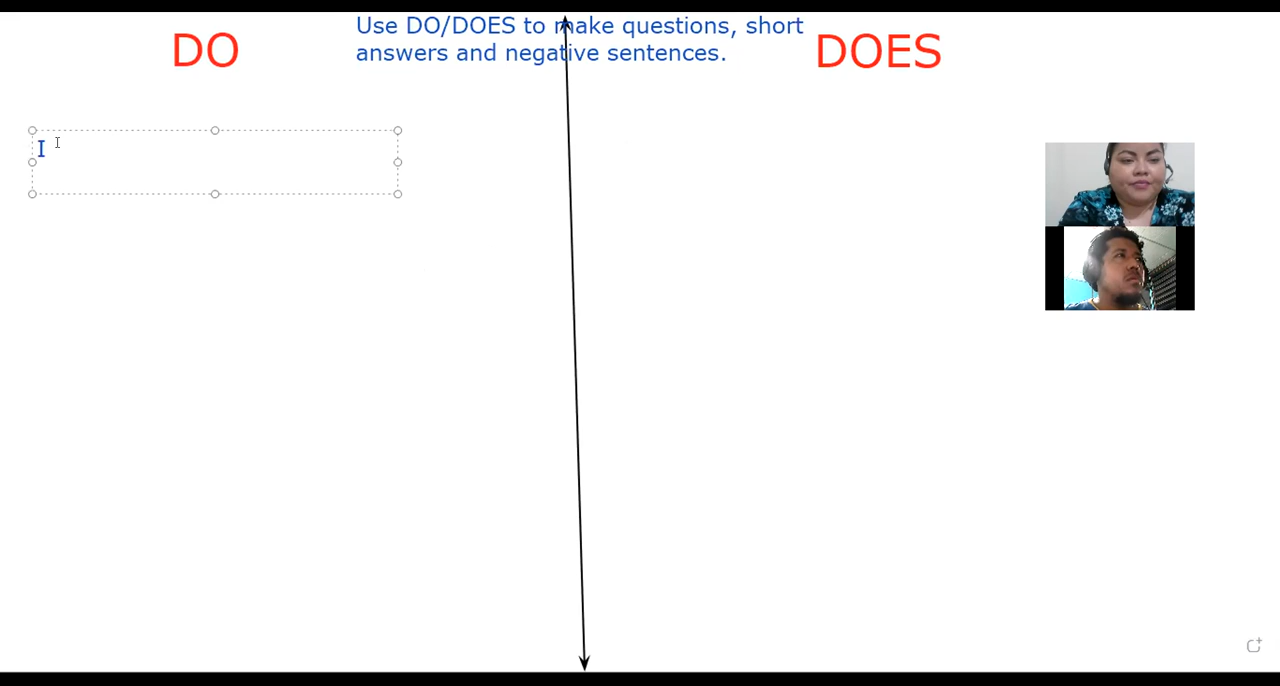 DO
Use DO/DOES to make questions, short
answers and negative sentences.
DOES
I